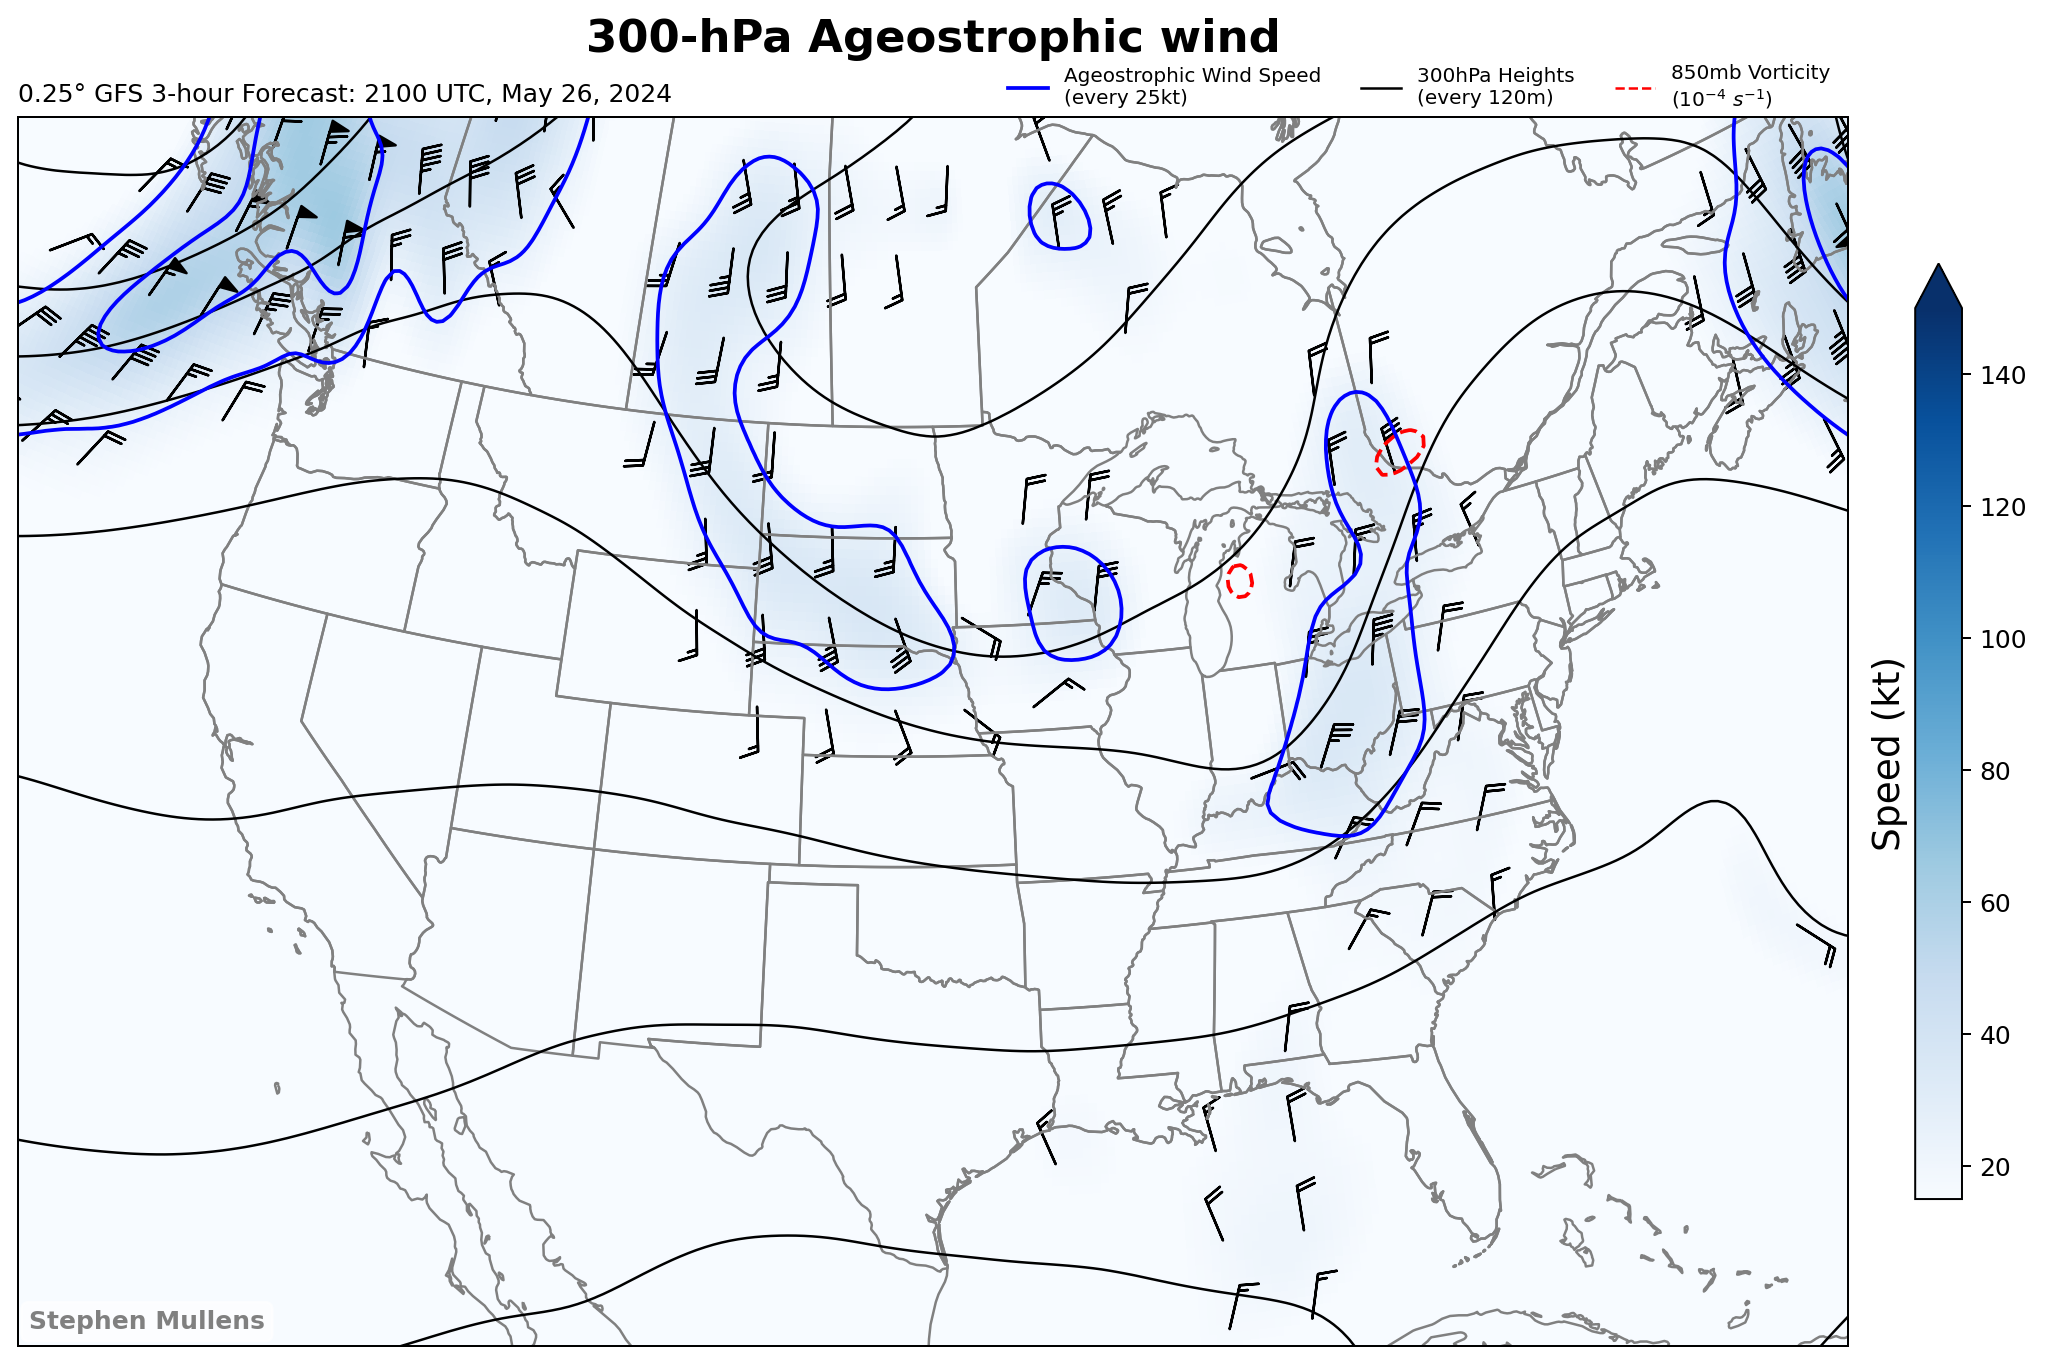 300-hPa Ageostrophic wind
0.25° GFS 3-hour Forecast: 2100 UTC, May 26, 2024
Ageostrophic Wind Speed
(every 25kt)
300hPa Heights
(every 120m)
850mb Vorticity
(10⁻⁴ s⁻¹)
140
120
100
80
60
40
20
Speed (kt)
Stephen Mullens